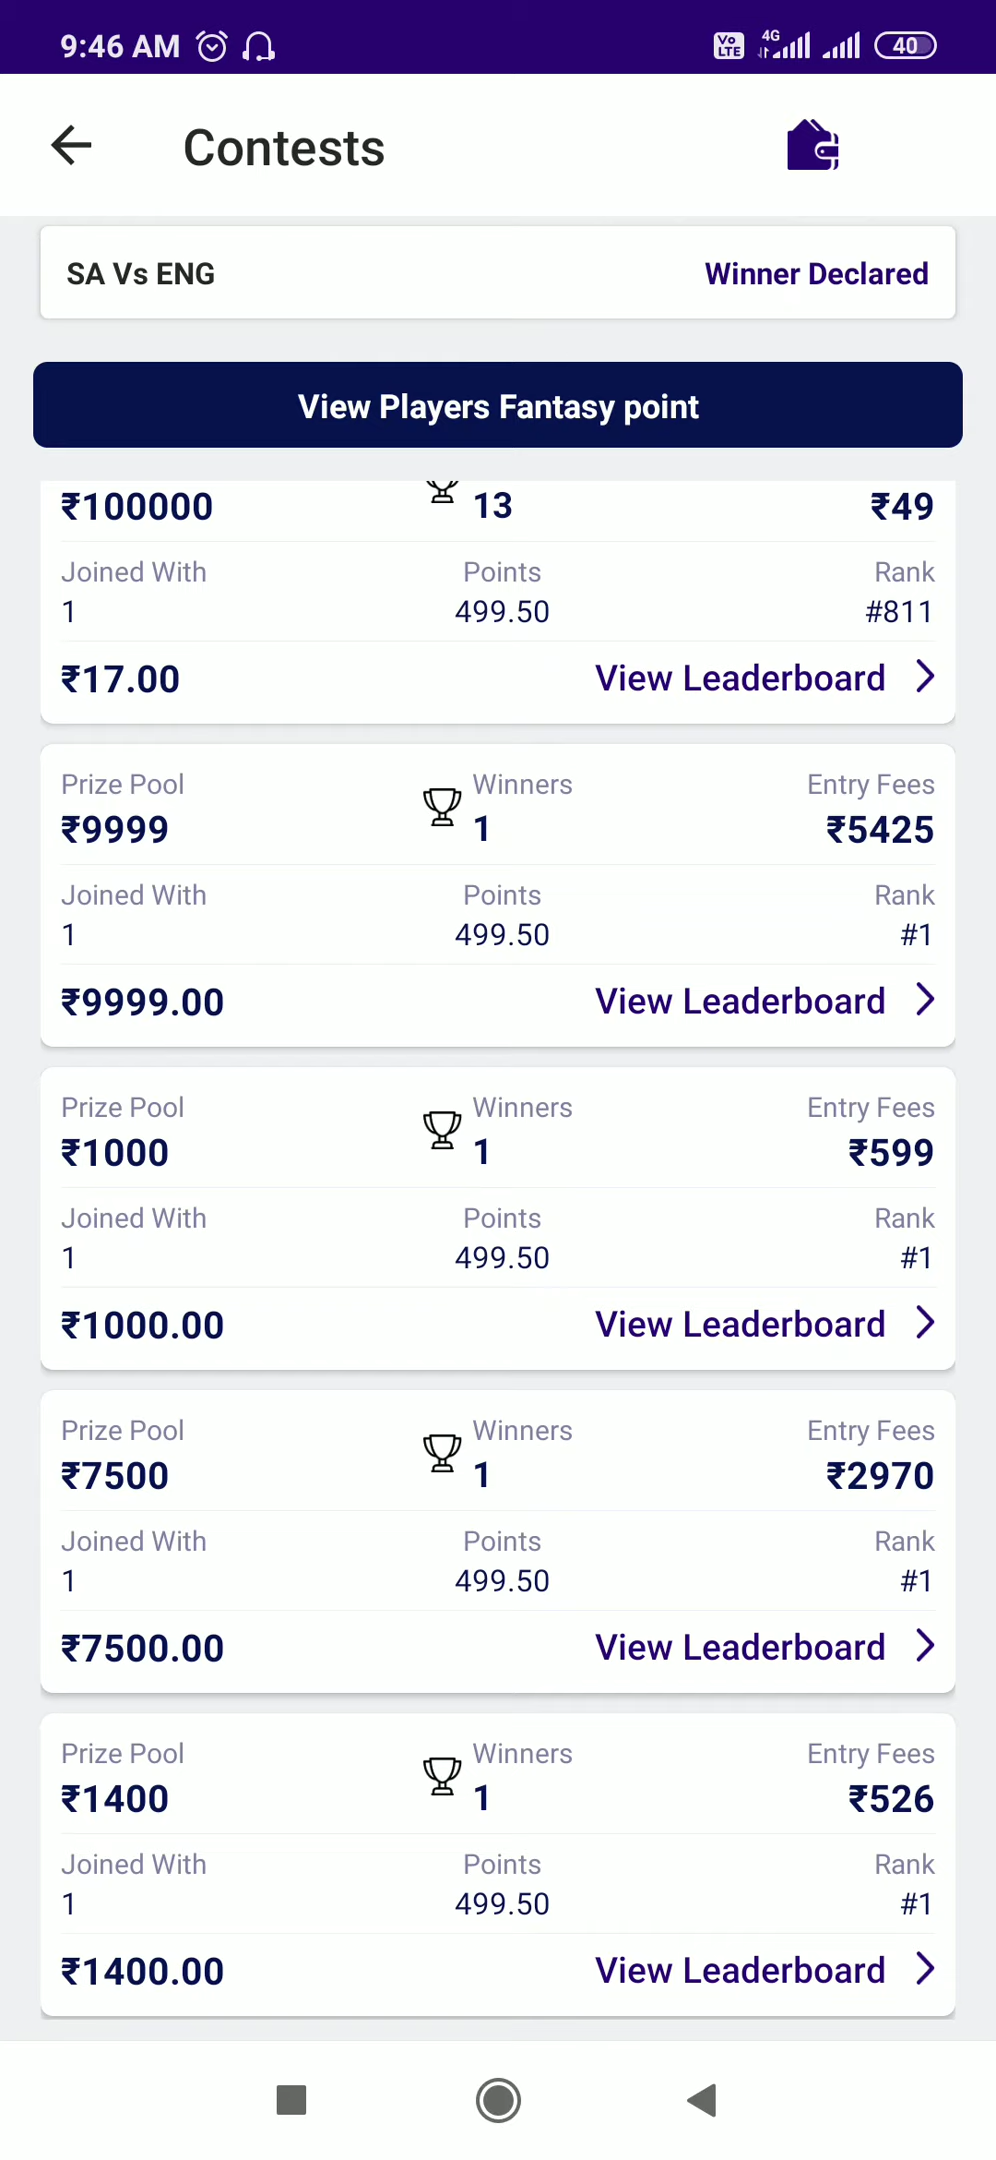 9:46 AM Vo LTE 4G 40
Contests
SA Vs ENG Winner Declared
View Players Fantasy point
₹100000 13 ₹49
Joined With Points Rank
1 499.50 #811
₹17.00 View Leaderboard
Prize Pool Winners Entry Fees
₹9999 1 ₹5425
Joined With Points Rank
1 499.50 #1
₹9999.00 View Leaderboard
Prize Pool Winners Entry Fees
₹1000 1 ₹599
Joined With Points Rank
1 499.50 #1
₹1000.00 View Leaderboard
Prize Pool Winners Entry Fees
₹7500 1 ₹2970
Joined With Points Rank
1 499.50 #1
₹7500.00 View Leaderboard
Prize Pool Winners Entry Fees
₹1400 1 ₹526
Joined With Points Rank
1 499.50 #1
₹1400.00 View Leaderboard